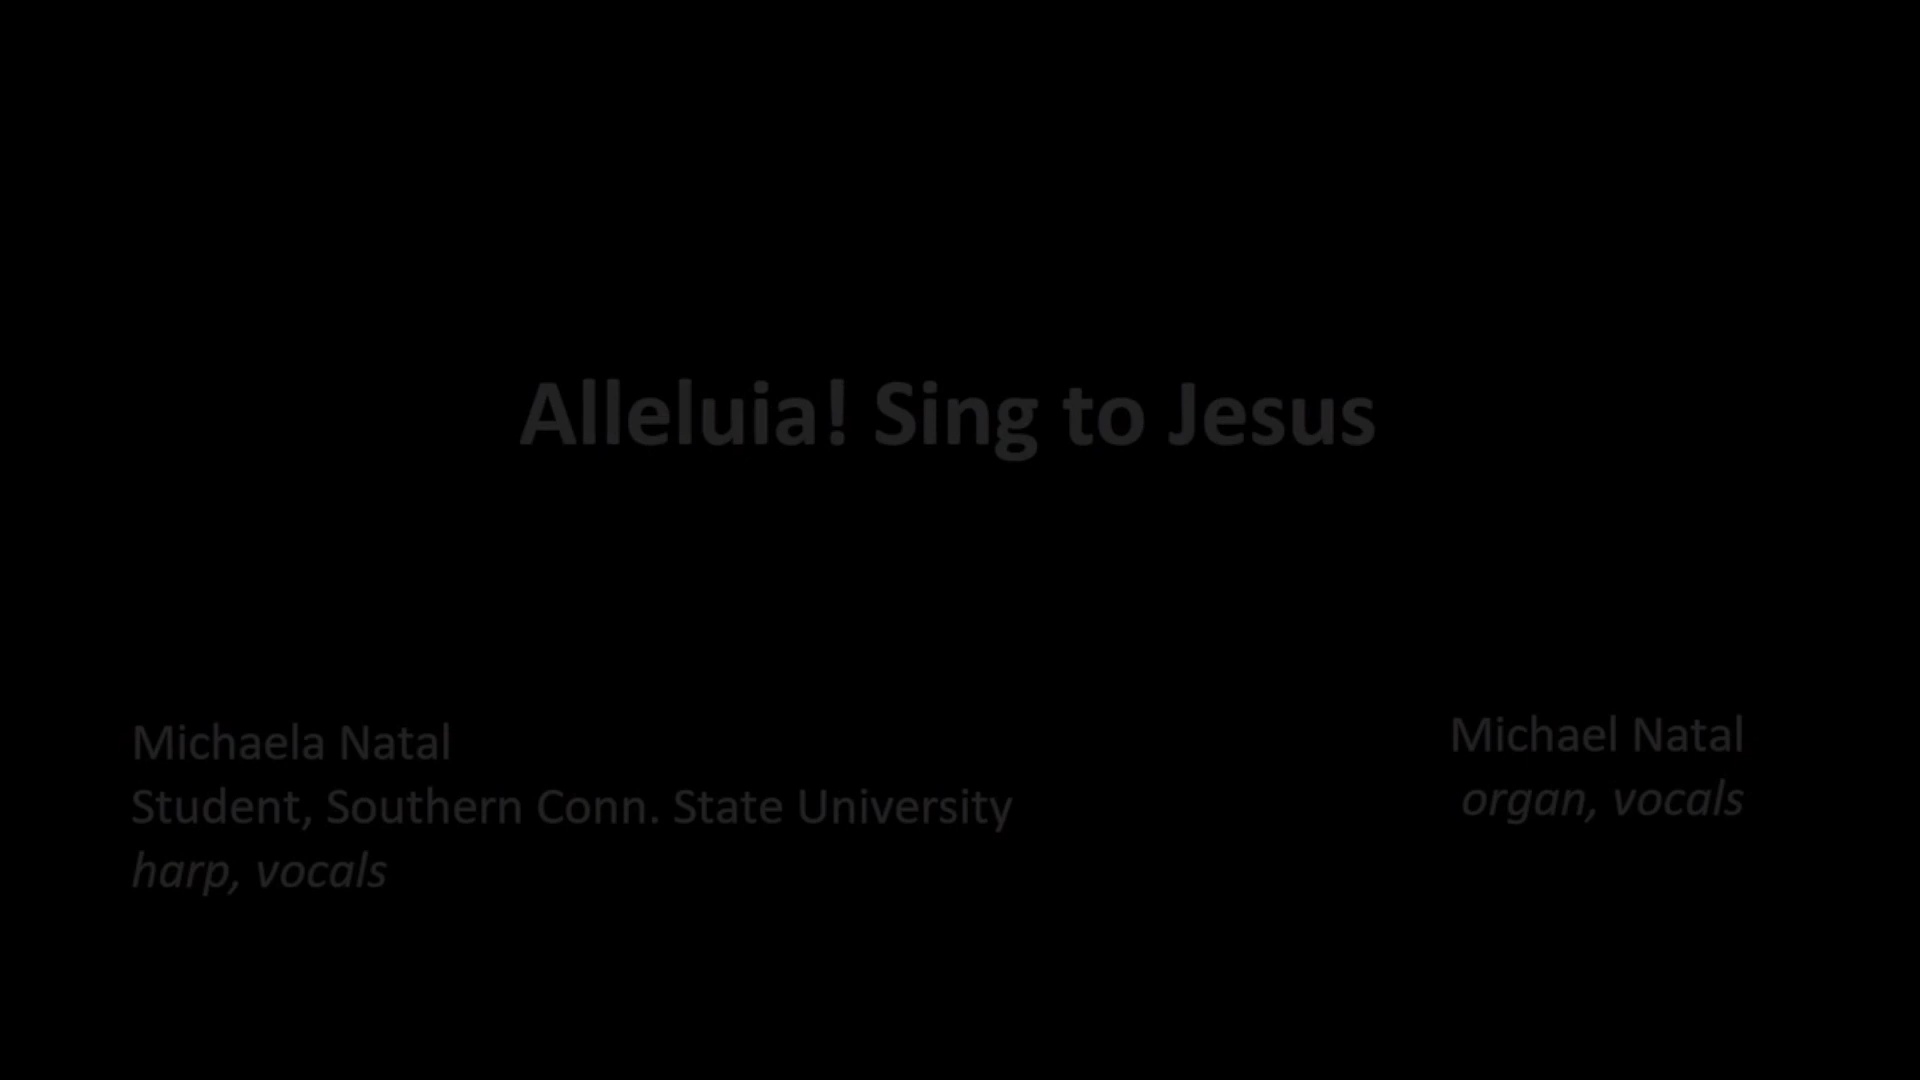 Alleluia! Sing to Jesus
Michaela Natal
Student, Southern Conn. State University
harp, vocals
Michael Natal
organ, vocals